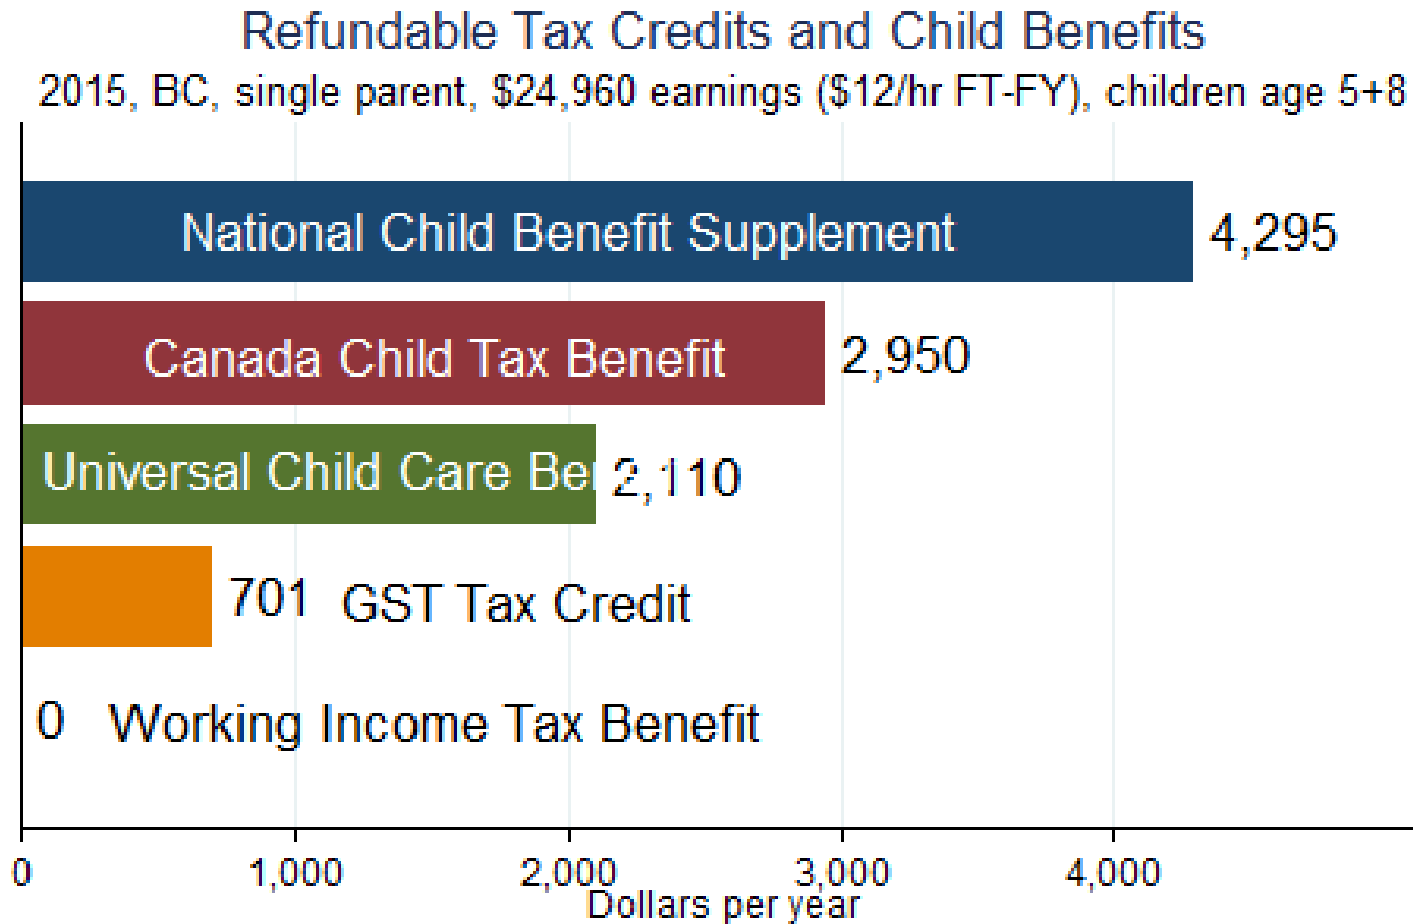 Refundable Tax Credits and Child Benefits
2015, BC, single parent, $24,960 earnings ($12/hr FT-FY), children age 5+8
National Child Benefit Supplement 4,295
Canada Child Tax Benefit 2,950
Universal Child Care 2,110
701 GST Tax Credit
0 Working Income Tax Benefit
0 1,000 2,000 3,000 4,000
Dollars per year